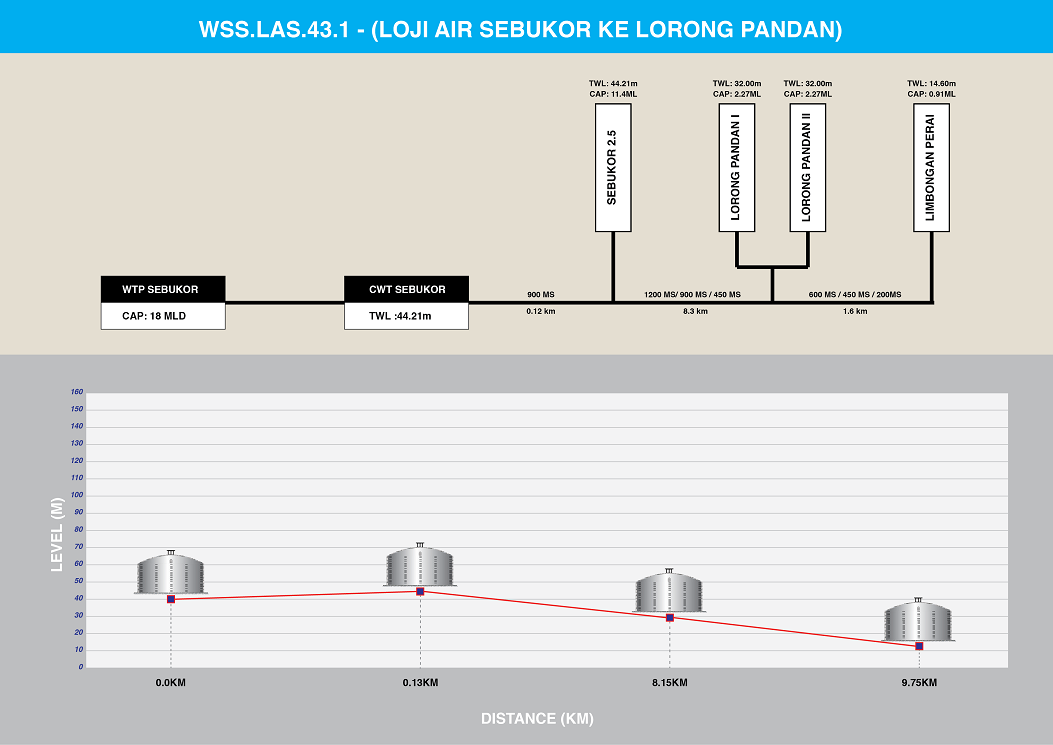 WSS.LAS.43.1 - (LOJI AIR SEBUKOR KE LORONG PANDAN)
TWL: 44.21m
CAP: 11.4ML
TWL: 32.00m
CAP: 2.27ML
TWL: 32.00m
CAP: 2.27ML
TWL: 14.60m
CAP: 0.91ML
SEBUKOR 2.5
LORONG PANDAN I
LORONG PANDAN II
LIMBONGAN PERAI
WTP SEBUKOR
CAP: 18 MLD
CWT SEBUKOR
TWL :44.21m
900 MS
0.12 km
1200 MS/ 900 MS / 450 MS
8.3 km
600 MS / 450 MS / 200MS
1.6 km
LEVEL (M)
160
150
140
130
120
110
100
90
80
70
60
50
40
30
20
10
0
0.0KM
0.13KM
8.15KM
9.75KM
DISTANCE (KM)